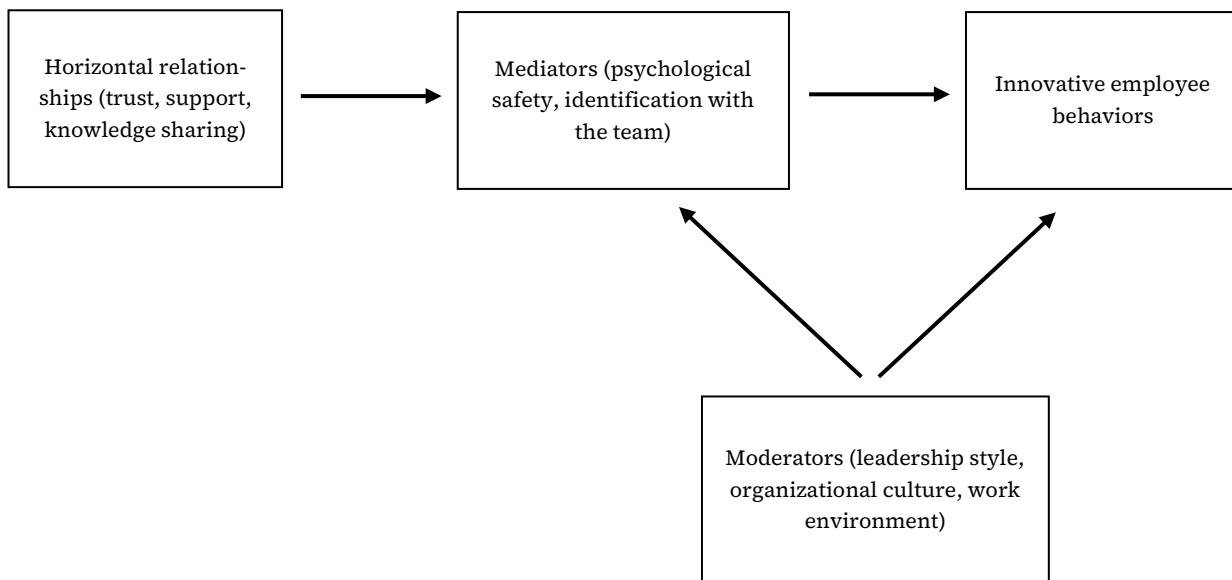 Horizontal relation-
ships (trust, support,
knowledge sharing)
Mediators (psychological
safety, identification with
the team)
Innovative employee
behaviors
Moderators (leadership style,
organizational culture, work
environment)